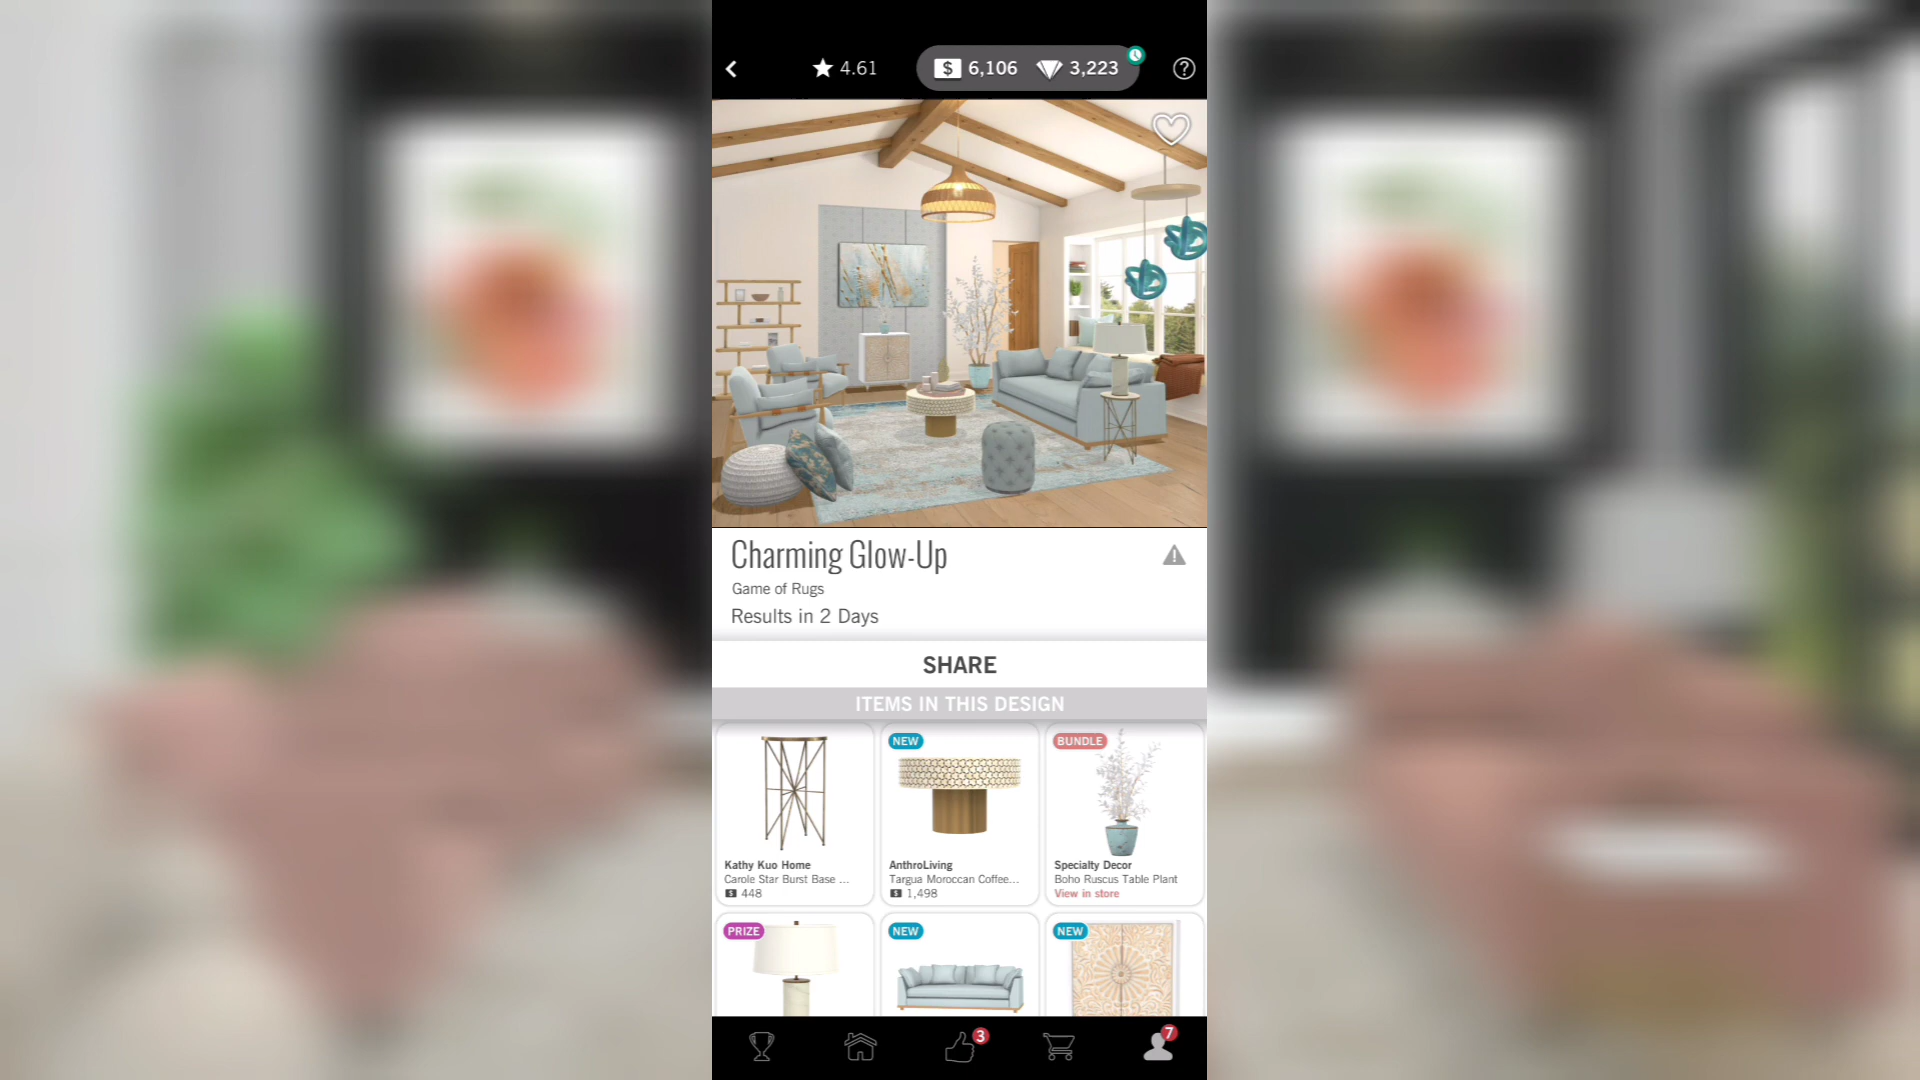 4.61
$ 6,106 3,223
?
Charming Glow-Up
Game of Rugs
Results in 2 Days
SHARE
ITEMS IN THIS DESIGN
NEW
BUNDLE
Kathy Kuo Home
Carole Star Burst Base ...
$ 448
AnthroLiving
Targua Moroccan Coffee...
$ 1,498
Specialty Decor
Boho Ruscus Table Plant
View in store
PRIZE
NEW
NEW
3
7